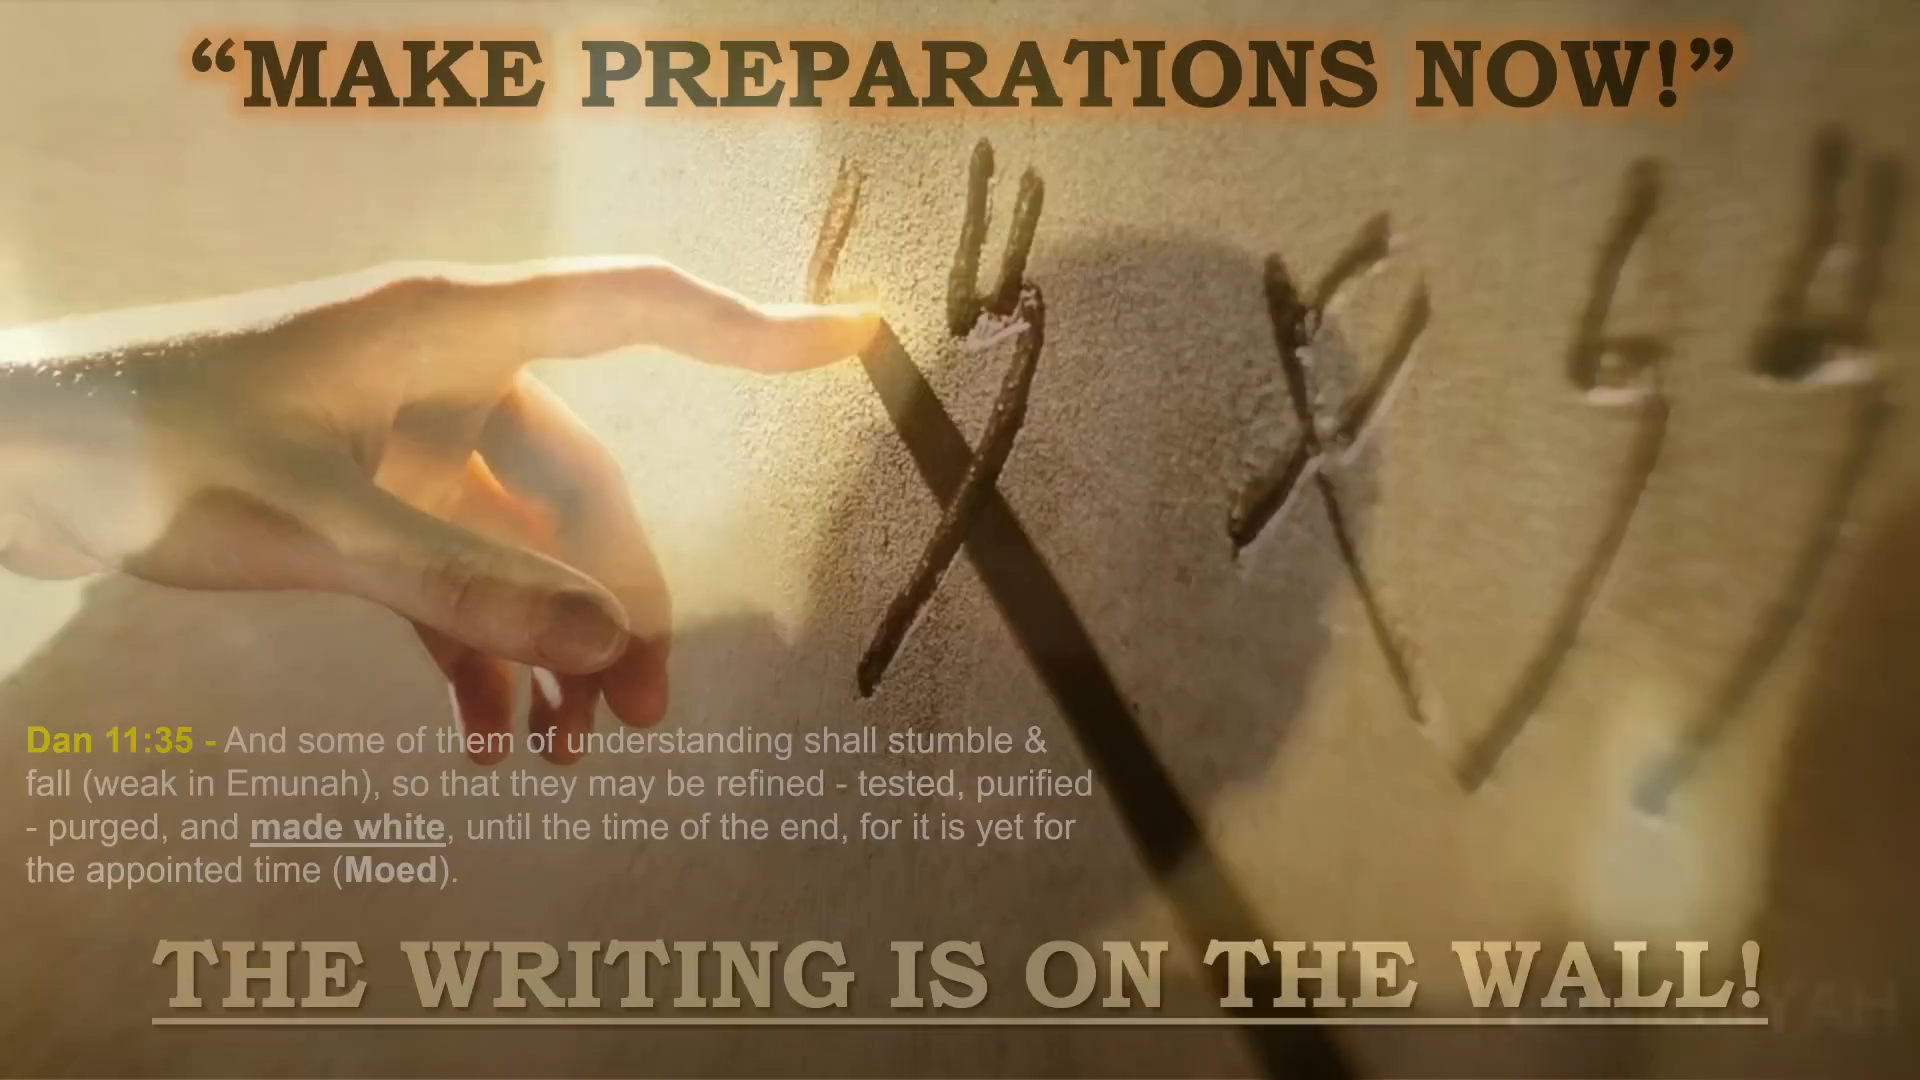 “MAKE PREPARATIONS NOW!”
Dan 11:35 - And some of them of understanding shall stumble &
fall (weak in Emunah), so that they may be refined - tested, purified
- purged, and made white, until the time of the end, for it is yet for
the appointed time (Moed).
THE WRITING IS ON THE WALL!
YAH